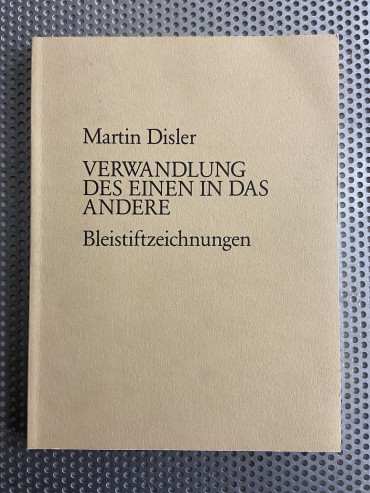 Martin Disler
VERWANDLUNG
DES EINEN IN DAS
ANDERE
Bleistiftzeichnungen